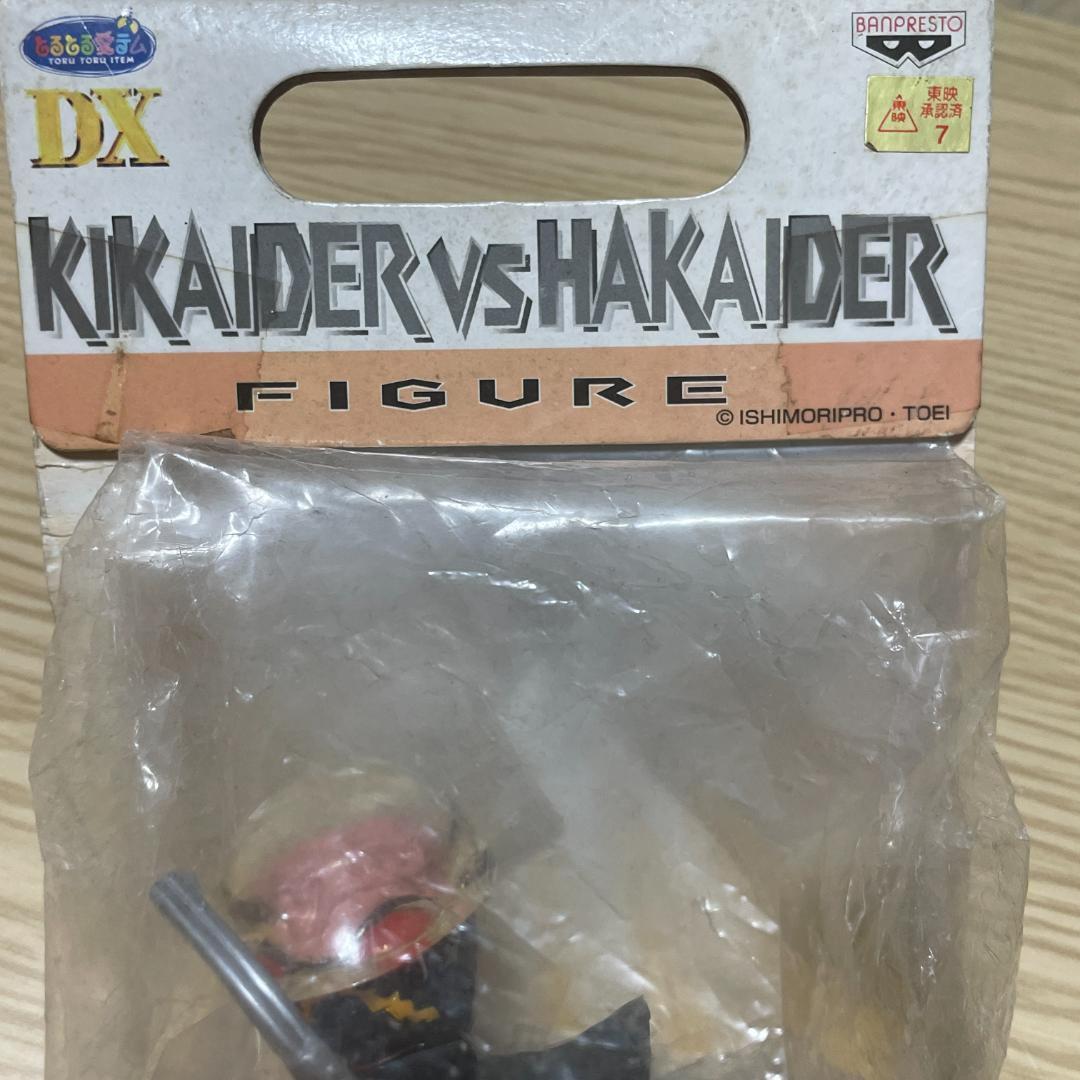 とるとる愛テム
TORU TORU ITEM
DX
BANPRESTO
東映
東映
承認済
7
KIKAIDER VS HAKAIDER
FIGURE
© ISHIMORIPRO・TOEI